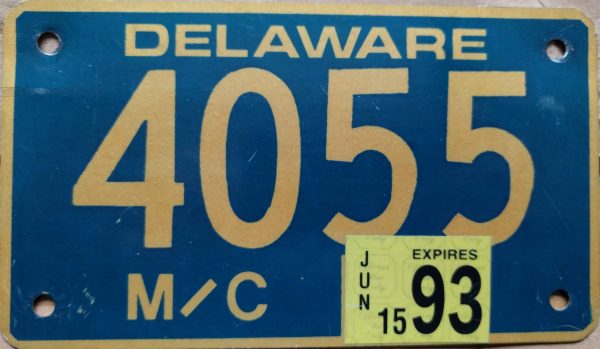 DELAWARE
4055
M/C
JUN
EXPIRES
15 93